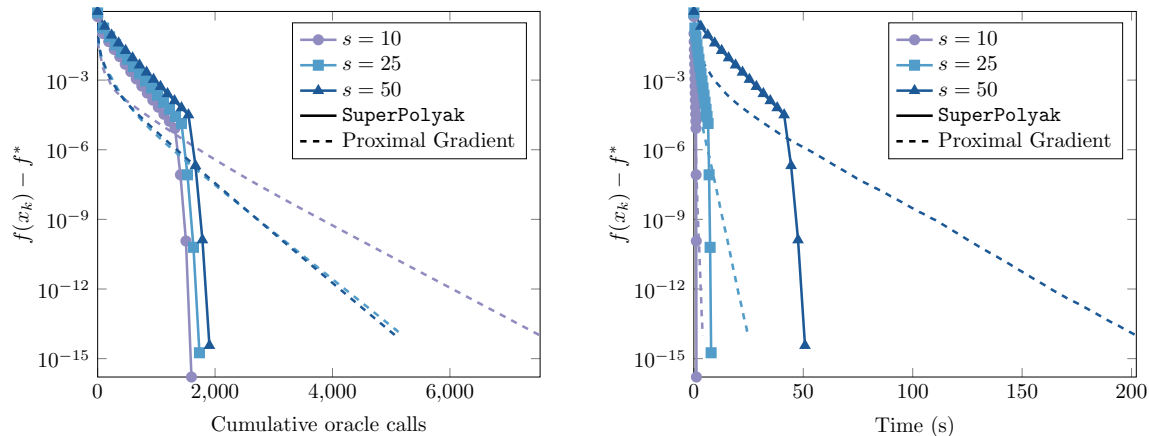 s = 10
s = 25
s = 50
SuperPolyak
Proximal Gradient
f(x_k) − f^*
10^{−3}
10^{−6}
10^{−9}
10^{−12}
10^{−15}
0 2,000 4,000 6,000
Cumulative oracle calls
s = 10
s = 25
s = 50
SuperPolyak
Proximal Gradient
f(x_k) − f^*
10^{−3}
10^{−6}
10^{−9}
10^{−12}
10^{−15}
0 50 100 150 200
Time (s)